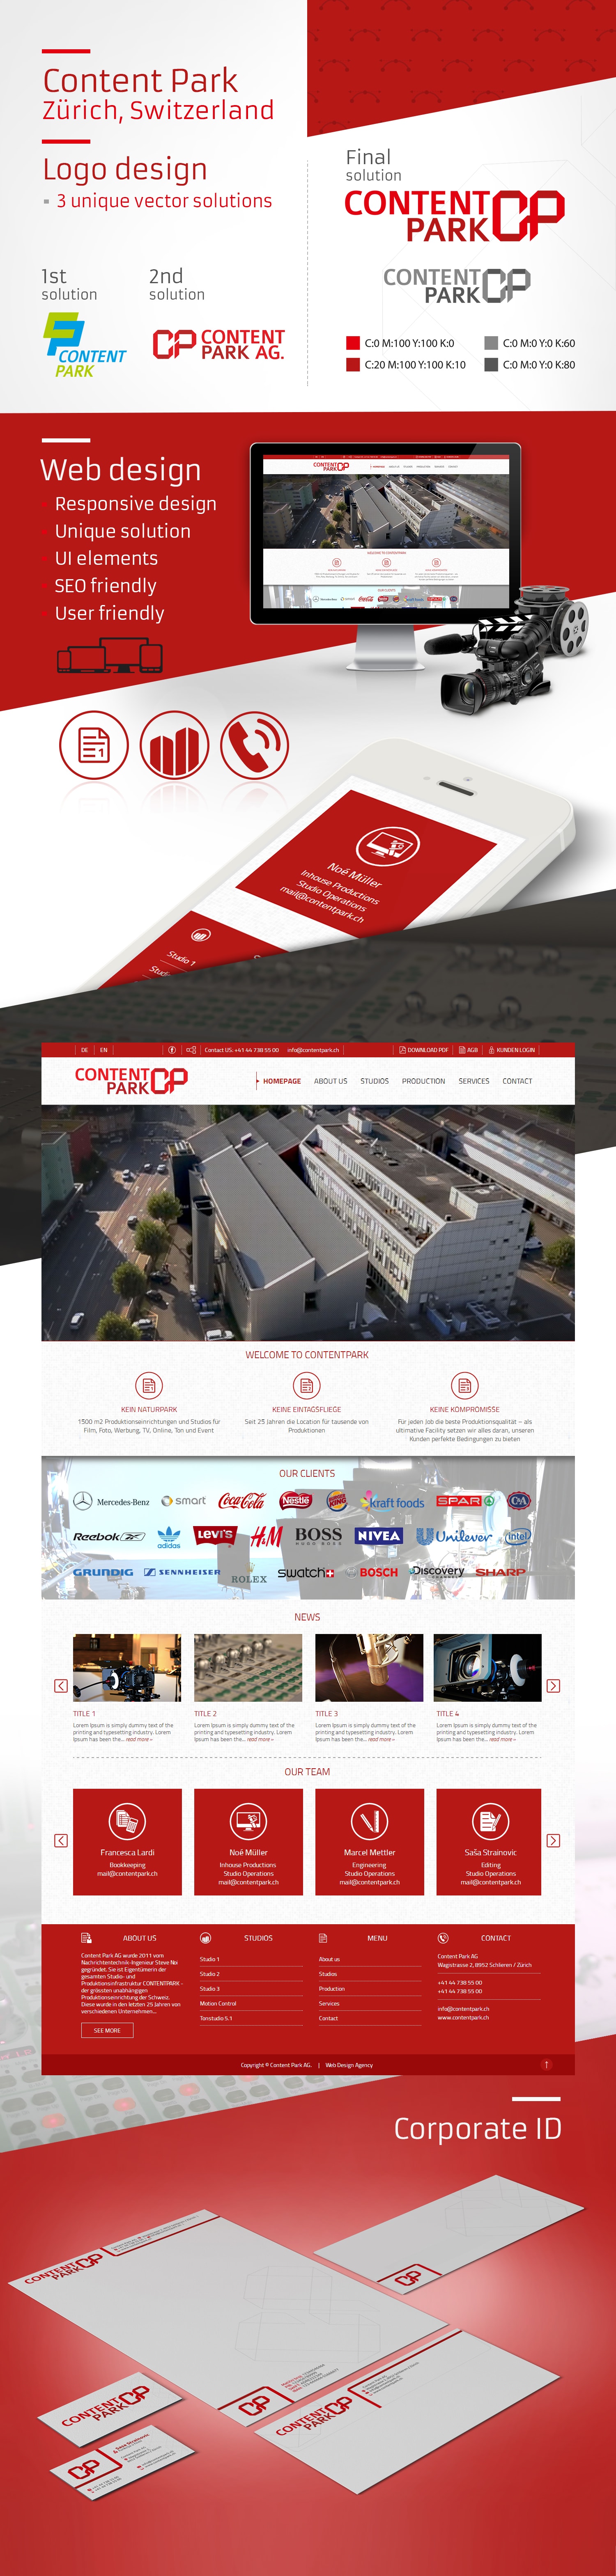 Content Park
Zürich, Switzerland
Logo design
3 unique vector solutions
1st
solution
2nd
solution
CONTENT
PARK
CP CONTENT
PARK AG.
Final
solution
CONTENT
PARK CP
CONTENT
PARK CP
C:0 M:100 Y:100 K:0
C:0 M:0 Y:0 K:60
C:20 M:100 Y:100 K:10
C:0 M:0 Y:0 K:80
Web design
Responsive design
Unique solution
UI elements
SEO friendly
User friendly
CONTENT
PARK CP
WELCOME TO CONTENTPARK
OUR CLIENTS
1
Noé Müller
Inhouse Productions
Studio Operations
mail@contentpark.ch
Studio 1
DE EN Contact US: +41 44 738 55 00 info@contentpark.ch DOWNLOAD PDF AGB KUNDEN LOGIN
CONTENT
PARK CP
HOMEPAGE ABOUT US STUDIOS PRODUCTION SERVICES CONTACT
WELCOME TO CONTENTPARK
KEIN NATURPARK
1500 m2 Produktionseinrichtungen und Studios für
Film, Foto, Werbung, TV, Online, Ton und Event
KEINE EINTAGSFLIEGE
Seit 25 Jahren die Location für tausende von
Produktionen
KEINE KOMPROMISSE
Für jeden Job die beste Produktionsqualität – als
ultimative Facility setzen wir alles daran, unseren
Kunden perfekte Bedingungen zu bieten
OUR CLIENTS
Mercedes-Benz smart Coca-Cola Nestlé BURGER KING kraft foods SPAR C&A
Reebok adidas LEVI'S H&M BOSS HUGO BOSS NIVEA Unilever intel
GRUNDIG SENNHEISER ROLEX swatch BOSCH Discovery CHANNEL SHARP
NEWS
TITLE 1
Lorem Ipsum is simply dummy text of the
printing and typesetting industry. Lorem
Ipsum has been the... read more »
TITLE 2
Lorem Ipsum is simply dummy text of the
printing and typesetting industry. Lorem
Ipsum has been the... read more »
TITLE 3
Lorem Ipsum is simply dummy text of the
printing and typesetting industry. Lorem
Ipsum has been the... read more »
TITLE 4
Lorem Ipsum is simply dummy text of the
printing and typesetting industry. Lorem
Ipsum has been the... read more »
OUR TEAM
Francesca Lardi
Bookkeeping
mail@contentpark.ch
Noé Müller
Inhouse Productions
Studio Operations
mail@contentpark.ch
Marcel Mettler
Engineering
Studio Operations
mail@contentpark.ch
Saša Strainovic
Editing
Studio Operations
mail@contentpark.ch
ABOUT US
Content Park AG wurde 2011 vom
Nachrichtentechnik-Ingenieur Steve Noi
gegründet. Sie ist Eigentümerin der
gesamten Studio- und
Produktionsinfrastruktur CONTENTPARK -
der grössten unabhängigen
Produktionseinrichtung der Schweiz.
Diese wurde in den letzten 25 Jahren von
verschiedenen Unternehmen...
SEE MORE
STUDIOS
Studio 1
Studio 2
Studio 3
Motion Control
Tonstudio 5.1
MENU
About us
Studios
Production
Services
Contact
CONTACT
Content Park AG
Wagistrasse 2, 8952 Schlieren / Zürich
+41 44 738 55 00
+41 44 738 55 00
info@contentpark.ch
www.contentpark.ch
Copyright © Content Park AG. | Web Design Agency
Corporate ID
CONTENT
PARK CP
CP
CP
CONTENT
PARK CP
CONTENT
PARK CP
CP